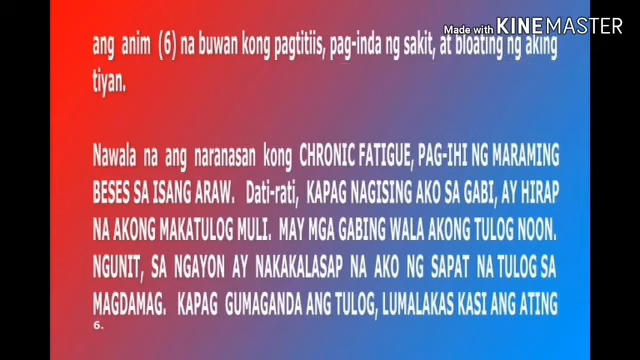 Made with KINEMASTER
ang anim (6) na buwan kong pagtitiis, pag-inda ng sakit, at bloating ng aking
tiyan.
Nawala na ang naranasan kong CHRONIC FATIGUE, PAG-IHI NG MARAMING
BESES SA ISANG ARAW. Dati-rati, KAPAG NAGISING AKO SA GABI, AY HIRAP
NA AKONG MAKATULOG MULI. MAY MGA GABING WALA AKONG TULOG NOON.
NGUNIT, SA NGAYON AY NAKAKALASAP NA AKO NG SAPAT NA TULOG SA
MAGDAMAG. KAPAG GUMAGANDA ANG TULOG, LUMALAKAS KASI ANG ATING
6.